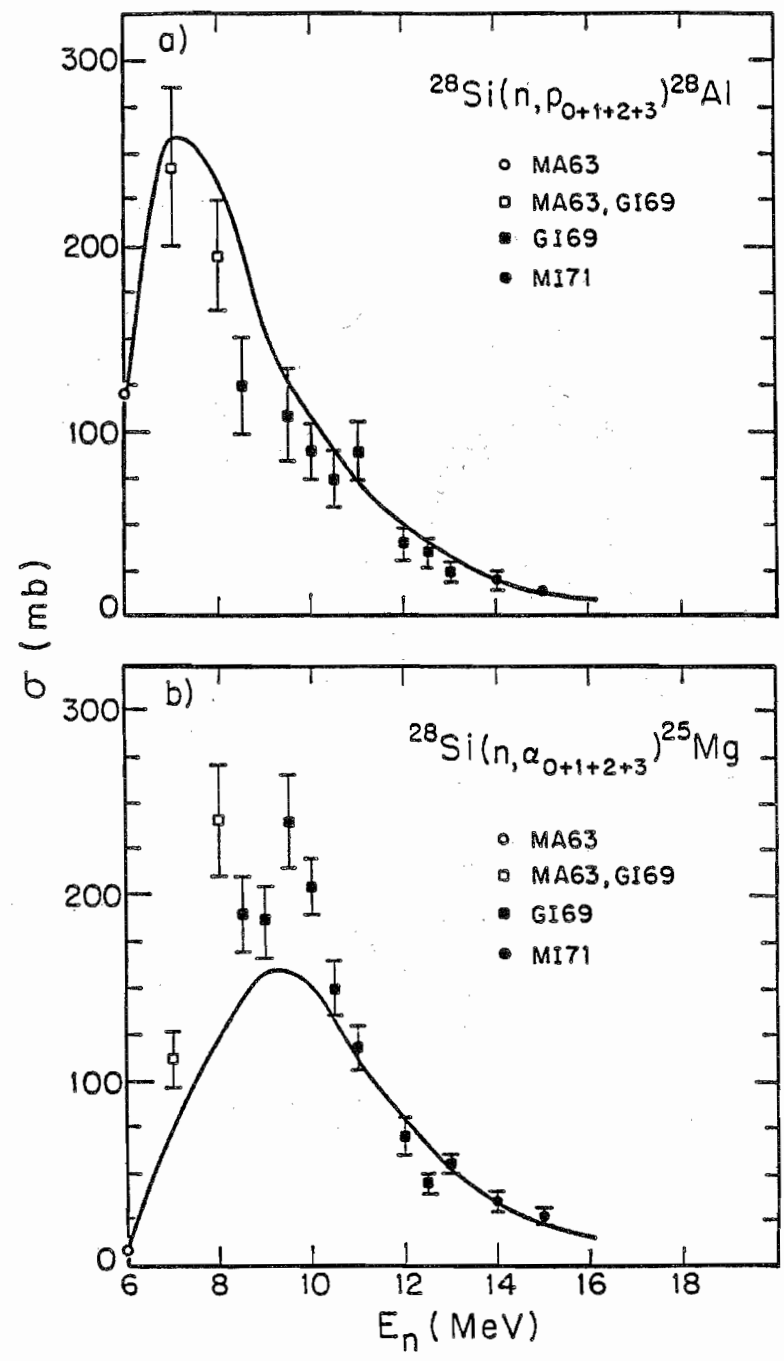 a)
300
²⁸Si(n,p₀₊₁₊₂₊₃)²⁸Al
MA63
MA63, GI69
GI69
MI71
200
100
0
σ (mb)
b)
300
²⁸Si(n,α₀₊₁₊₂₊₃)²⁵Mg
MA63
MA63, GI69
GI69
MI71
200
100
0
6 8 10 12 14 16 18
Eₙ (MeV)